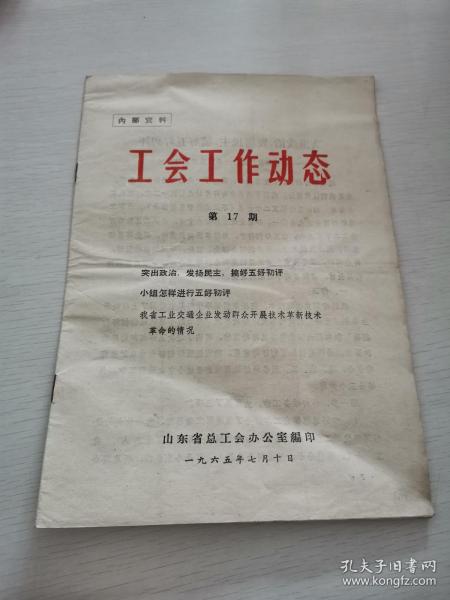 内部资料
工会工作动态
第 17 期
突出政治，发扬民主，搞好五好初评
小组怎样进行五好初评
我省工业交通企业发动群众开展技术革新技术
革命的情况
山东省总工会办公室编印
一九六五年七月十日
孔夫子旧书网
www.kongfz.com